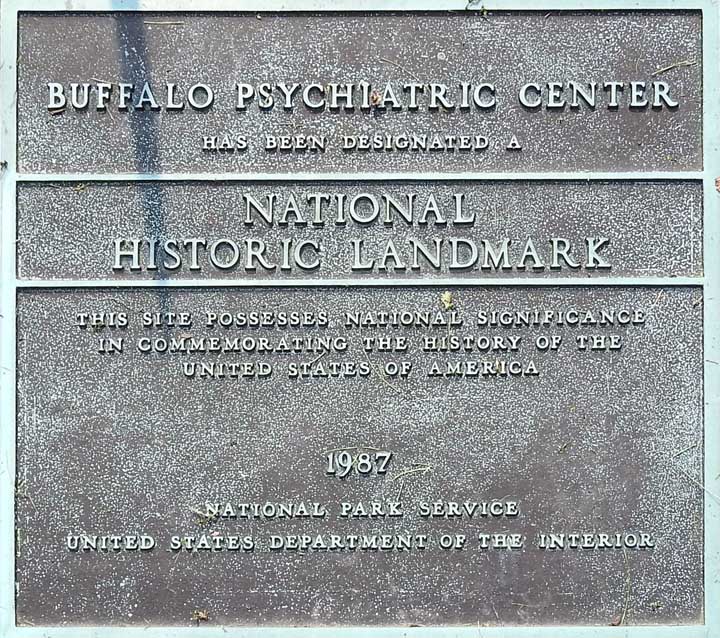 BUFFALO PSYCHIATRIC CENTER
HAS BEEN DESIGNATED A
NATIONAL
HISTORIC LANDMARK
THIS SITE POSSESSES NATIONAL SIGNIFICANCE
IN COMMEMORATING THE HISTORY OF THE
UNITED STATES OF AMERICA
1987
NATIONAL PARK SERVICE
UNITED STATES DEPARTMENT OF THE INTERIOR